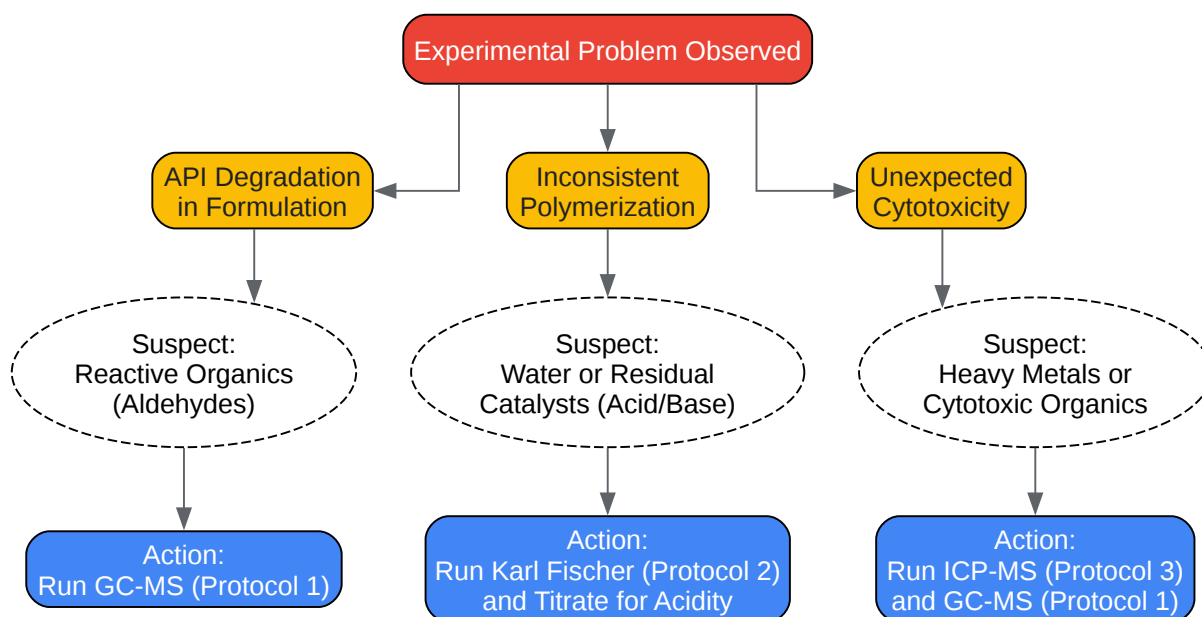 Experimental Problem Observed
API Degradation
in Formulation
Inconsistent
Polymerization
Unexpected
Cytotoxicity
Suspect:
Reactive Organics
(Aldehydes)
Suspect:
Water or Residual
Catalysts (Acid/Base)
Suspect:
Heavy Metals or
Cytotoxic Organics
Action:
Run GC-MS (Protocol 1)
Action:
Run Karl Fischer (Protocol 2)
and Titrate for Acidity
Action:
Run ICP-MS (Protocol 3)
and GC-MS (Protocol 1)